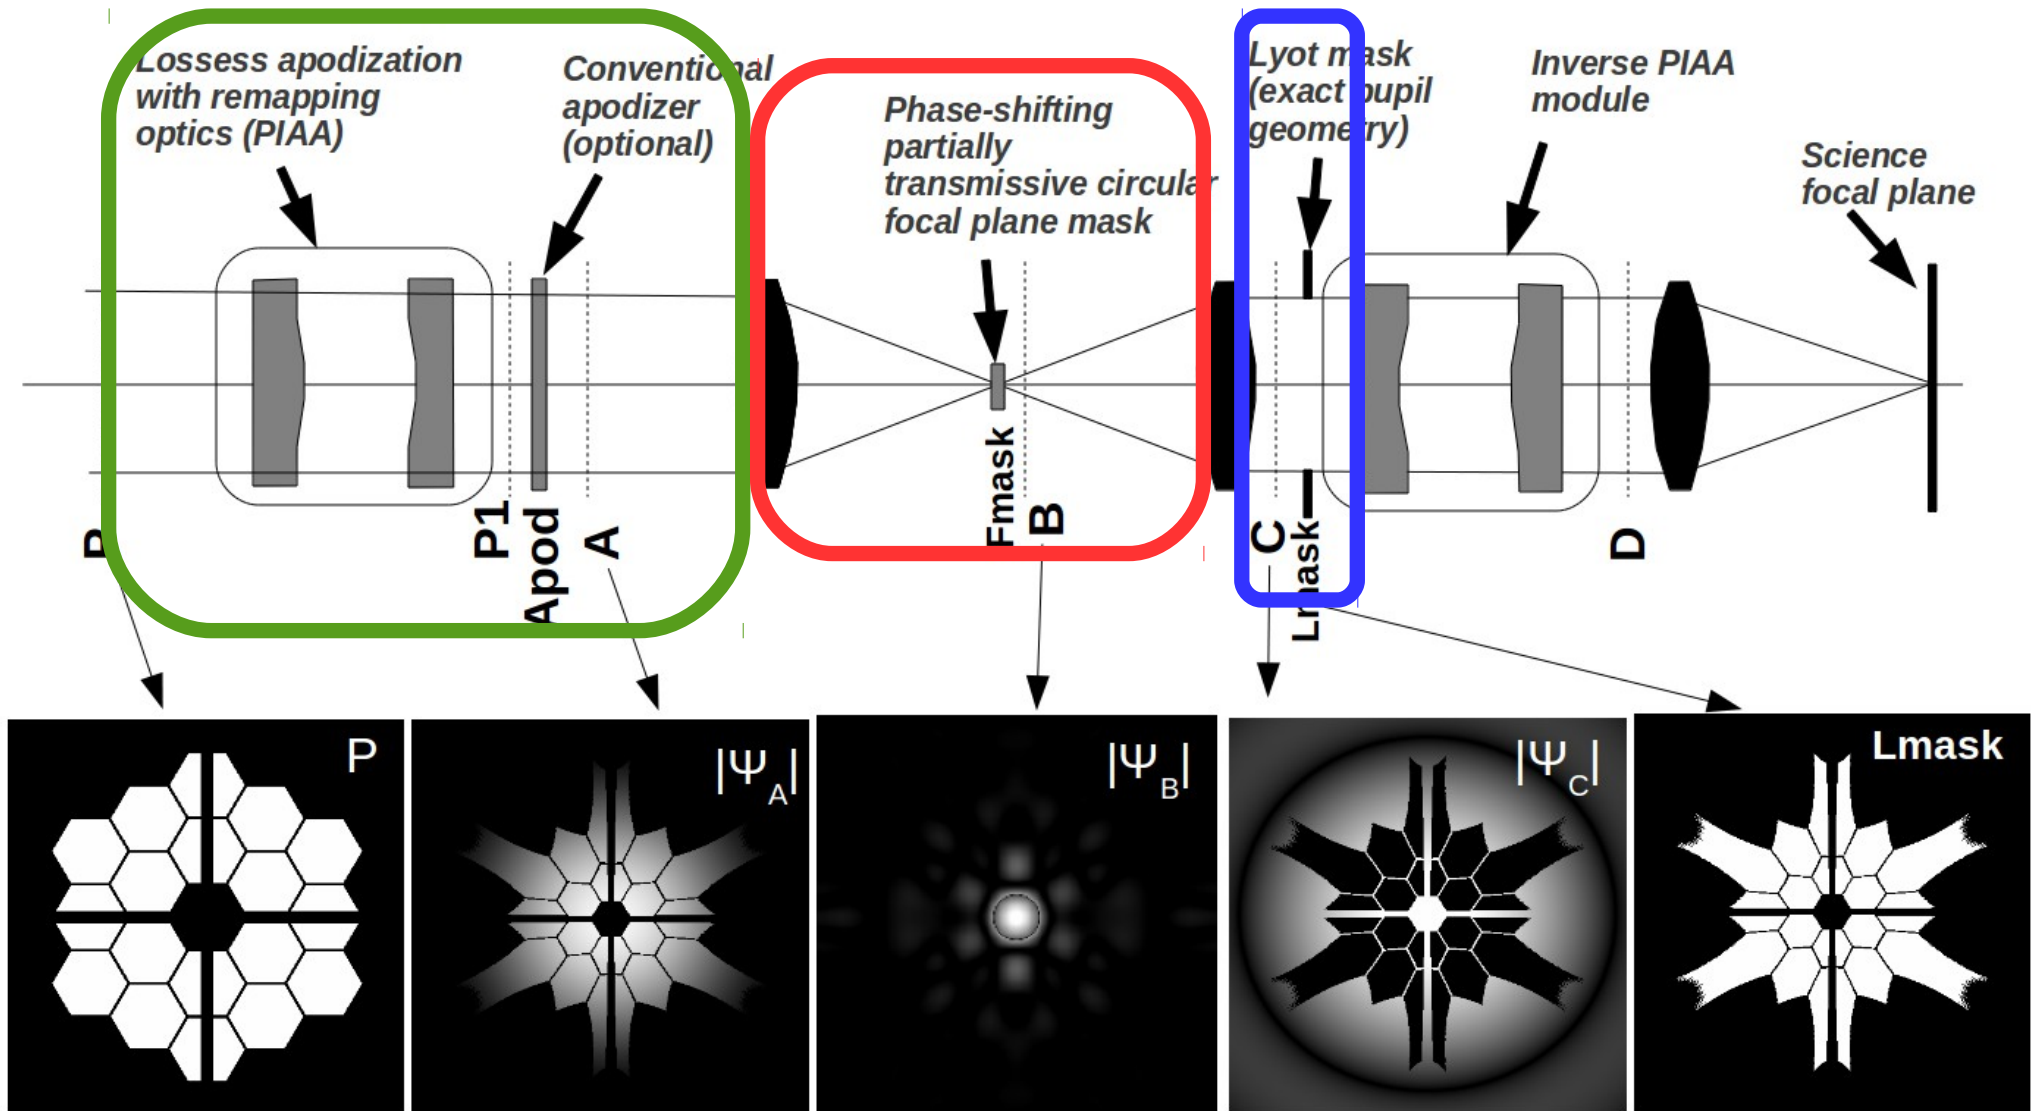 Lossess apodization
with remapping
optics (PIAA)
Conventional
apodizer
(optional)
Phase-shifting
partially
transmissive circular
focal plane mask
Lyot mask
(exact pupil
geometry)
Inverse PIAA
module
Science
focal plane
P
P1
Apod
A
Fmask
B
C
Lmask
D
P
|Ψ_A|
|Ψ_B|
|Ψ_C|
Lmask